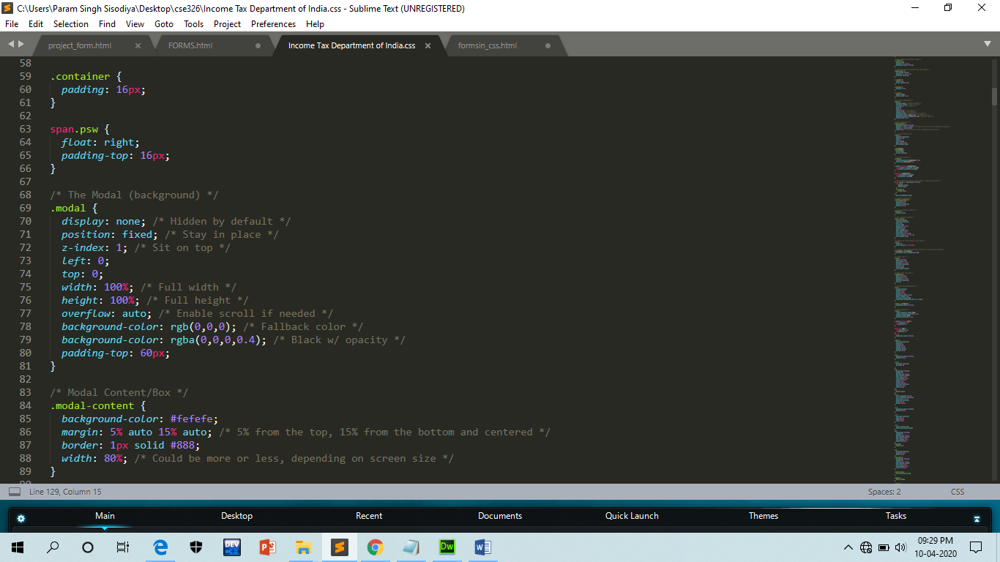 C:\Users\Param Singh Sisodiya\Desktop\cse326\Income Tax Department of India.css - Sublime Text (UNREGISTERED)
File Edit Selection Find View Goto Tools Project Preferences Help
project_form.html FORMS.html Income Tax Department of India.css formsin_css.html
58
59 .container {
60 padding: 16px;
61 }
62
63 span.psw {
64 float: right;
65 padding-top: 16px;
66 }
67
68 /* The Modal (background) */
69 .modal {
70 display: none; /* Hidden by default */
71 position: fixed; /* Stay in place */
72 z-index: 1; /* Sit on top */
73 left: 0;
74 top: 0;
75 width: 100%; /* Full width */
76 height: 100%; /* Full height */
77 overflow: auto; /* Enable scroll if needed */
78 background-color: rgb(0,0,0); /* Fallback color */
79 background-color: rgba(0,0,0,0.4); /* Black w/ opacity */
80 padding-top: 60px;
81 }
82
83 /* Modal Content/Box */
84 .modal-content {
85 background-color: #fefefe;
86 margin: 5% auto 15% auto; /* 5% from the top, 15% from the bottom and centered */
87 border: 1px solid #888;
88 width: 80%; /* Could be more or less, depending on screen size */
89 }
Line 129, Column 15 Spaces: 2 CSS
Main Desktop Recent Documents Quick Launch Themes Tasks
DEV Dw
09:29 PM
10-04-2020